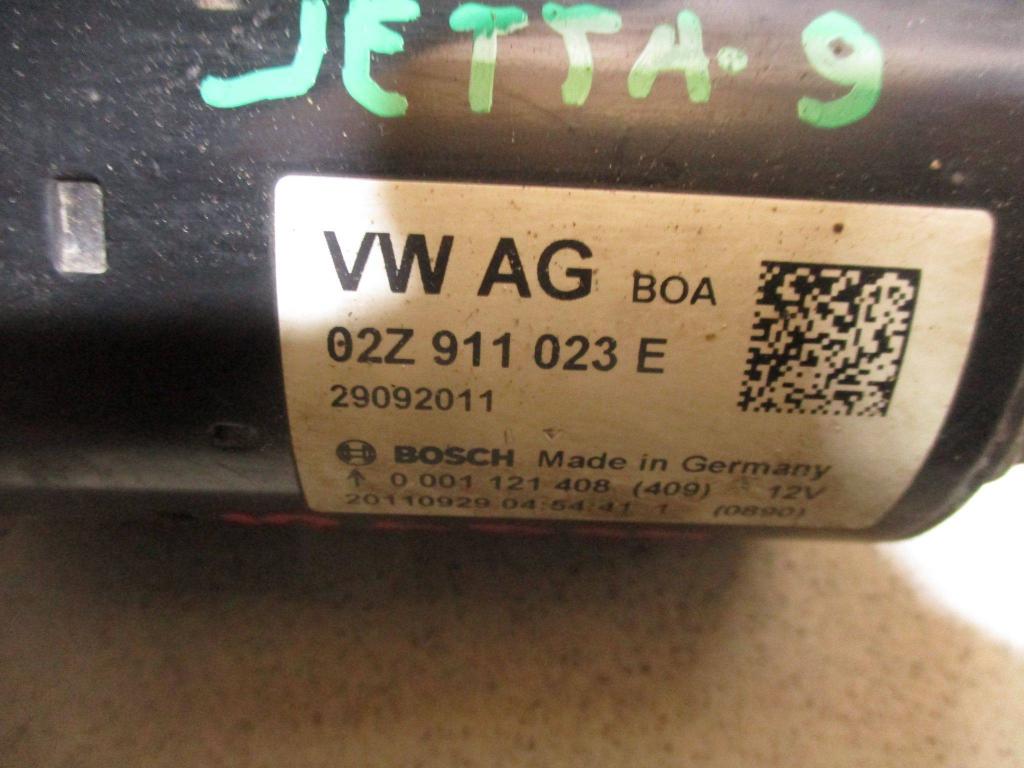 JETTA-9
VW AG BOA
02Z 911 023 E
29092011
BOSCH Made in Germany
↑ 0 001 121 408 (409) 12V
20110929 04:54:41 1 (0890)